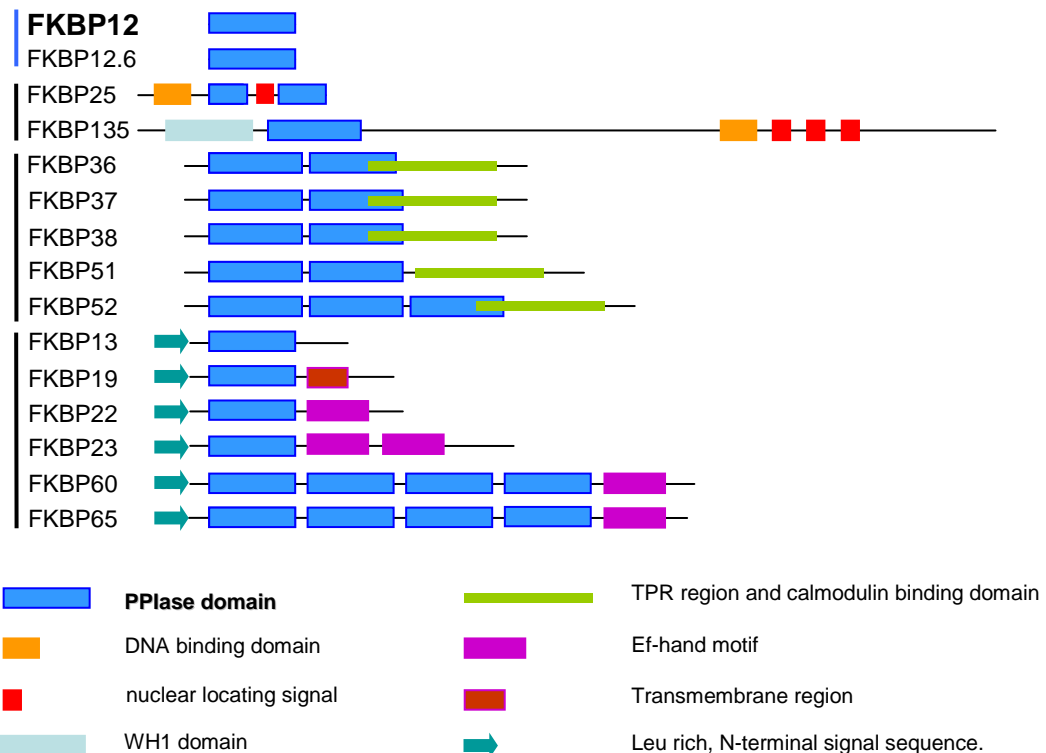 FKBP12
FKBP12.6
FKBP25
FKBP135
FKBP36
FKBP37
FKBP38
FKBP51
FKBP52
FKBP13
FKBP19
FKBP22
FKBP23
FKBP60
FKBP65
PPIase domain
DNA binding domain
nuclear locating signal
WH1 domain
TPR region and calmodulin binding domain
Ef-hand motif
Transmembrane region
Leu rich, N-terminal signal sequence.